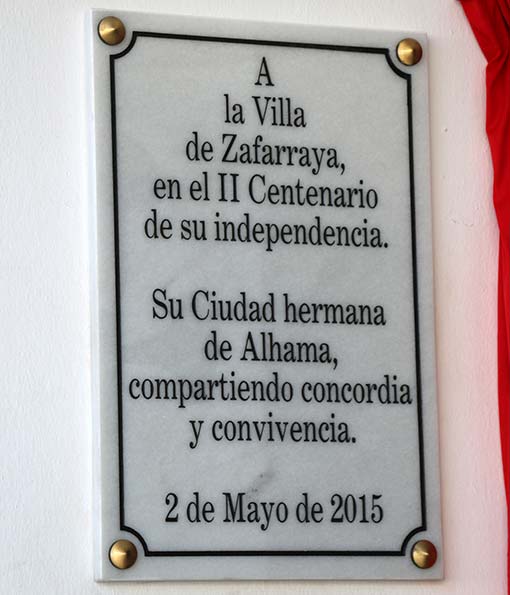 A
la Villa
de Zafarraya,
en el II Centenario
de su independencia.
Su Ciudad hermana
de Alhama,
compartiendo concordia
y convivencia.
2 de Mayo de 2015